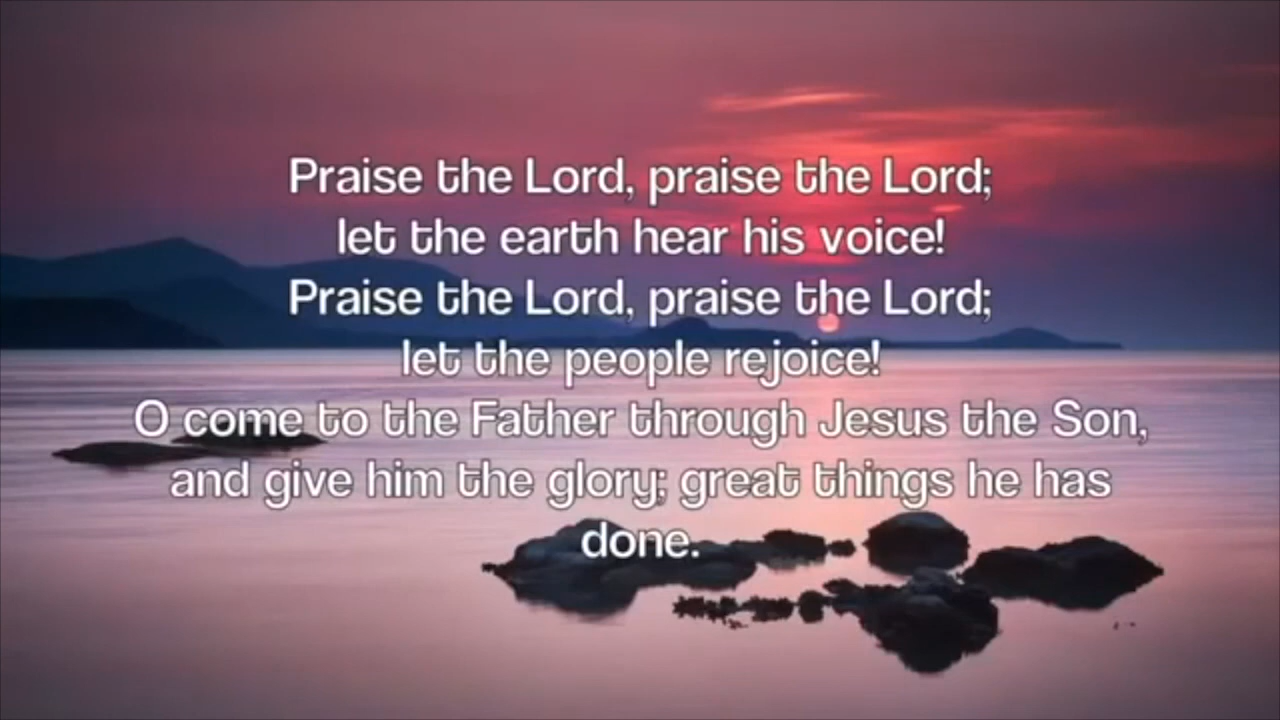 Praise the Lord, praise the Lord;
let the earth hear his voice!
Praise the Lord, praise the Lord;
let the people rejoice!
O come to the Father through Jesus the Son,
and give him the glory; great things he has
done.